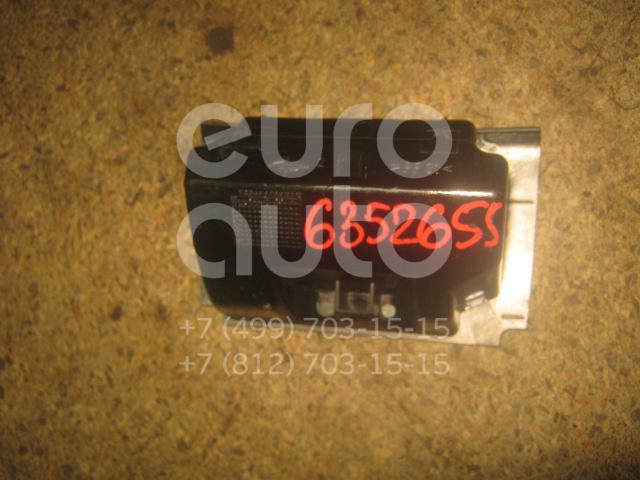 euro
auto
6352655
+7 (499) 703-15-15
+7 (812) 703-15-15